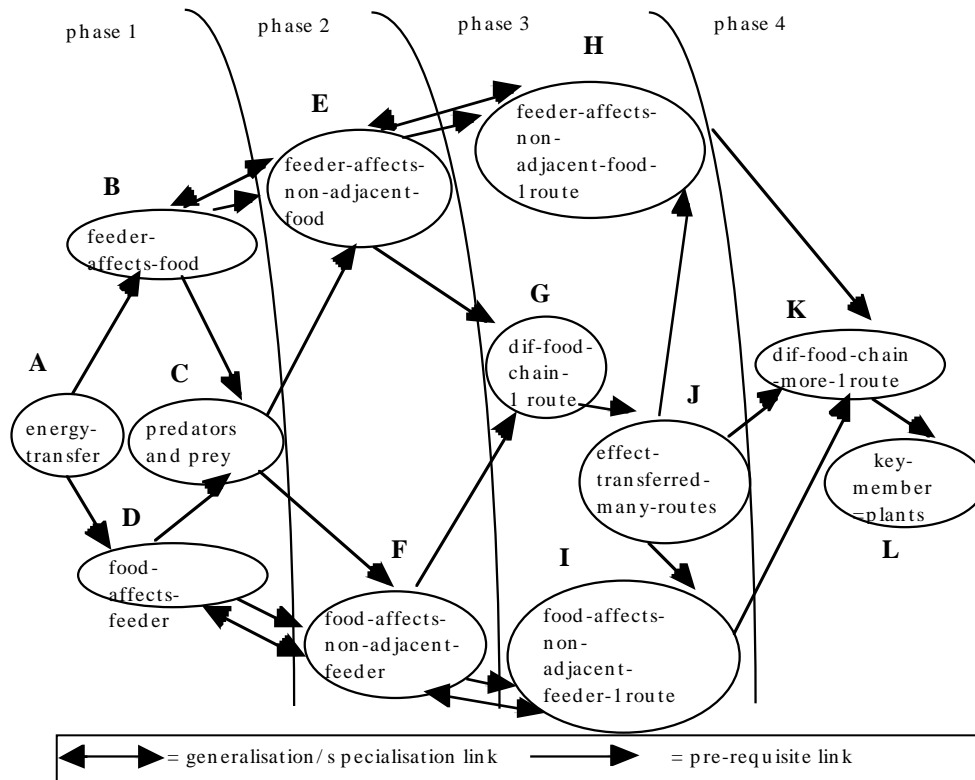 phase 1
phase 2
phase 3
phase 4
H
E
feeder-affects-
non-
adjacent-food-
1route
feeder-affects-
non-adjacent-
food
B
feeder-
affects-food
G
K
dif-food-
chain-
1 route
dif-food-chain
-more-1route
A
C
J
energy-
transfer
predators
and prey
effect-
transferred-
many-routes
key-
member
=plants
L
D
F
I
food-
affects-
feeder
food-affects-
non-adjacent-
feeder
food-affects-
non-
adjacent-
feeder-1route
= generalisation/specialisation link
= pre-requisite link